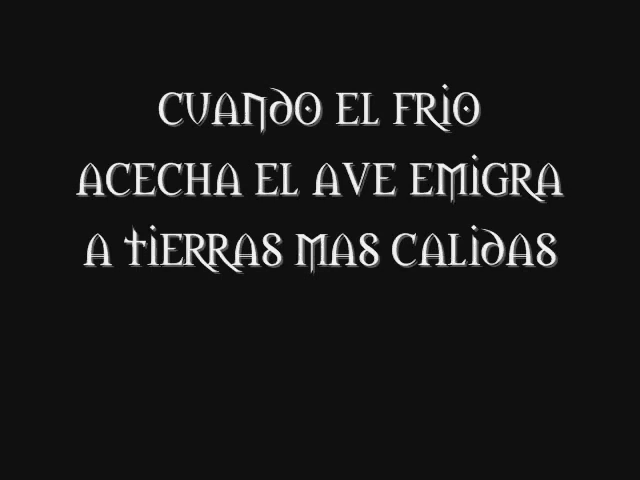 CUANDO EL FRiO
ACECHA EL AVE EMiGRA
A TiERRAS MAS CALiDAS